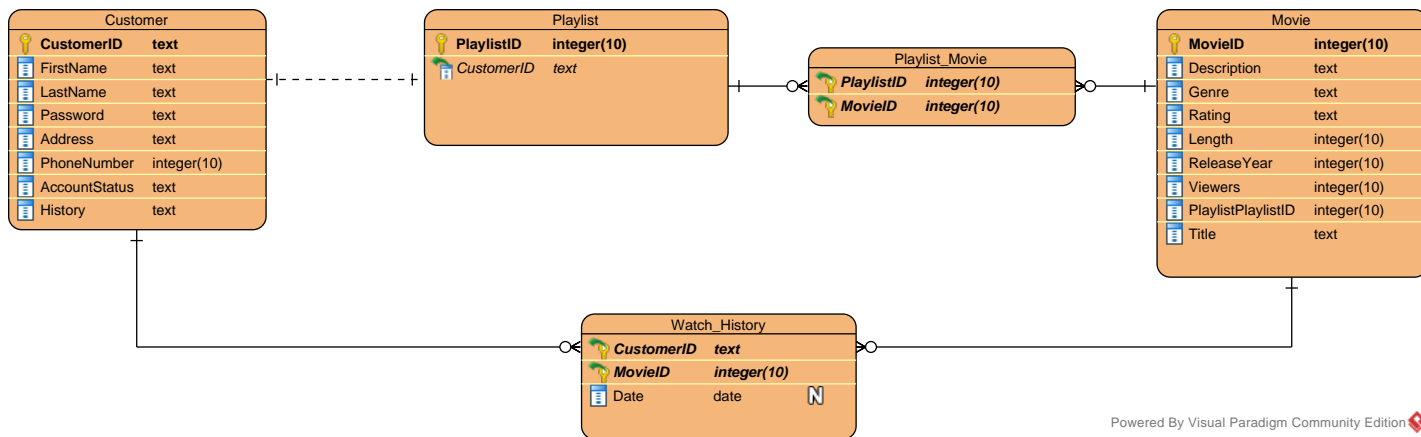 Customer
CustomerID text
FirstName text
LastName text
Password text
Address text
PhoneNumber integer(10)
AccountStatus text
History text
Playlist
PlaylistID integer(10)
CustomerID text
Playlist_Movie
PlaylistID integer(10)
MovieID integer(10)
Movie
MovieID integer(10)
Description text
Genre text
Rating text
Length integer(10)
ReleaseYear integer(10)
Viewers integer(10)
PlaylistPlaylistID integer(10)
Title text
Watch_History
CustomerID text
MovieID integer(10)
Date date N
Powered By Visual Paradigm Community Edition